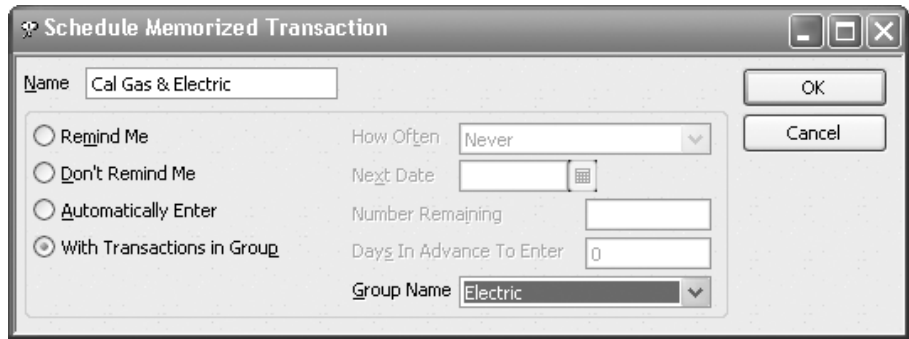 Schedule Memorized Transaction
Name Cal Gas & Electric
OK
Remind Me
How Often Never
Cancel
Don't Remind Me
Next Date
Automatically Enter
Number Remaining
With Transactions in Group
Days In Advance To Enter 0
Group Name Electric